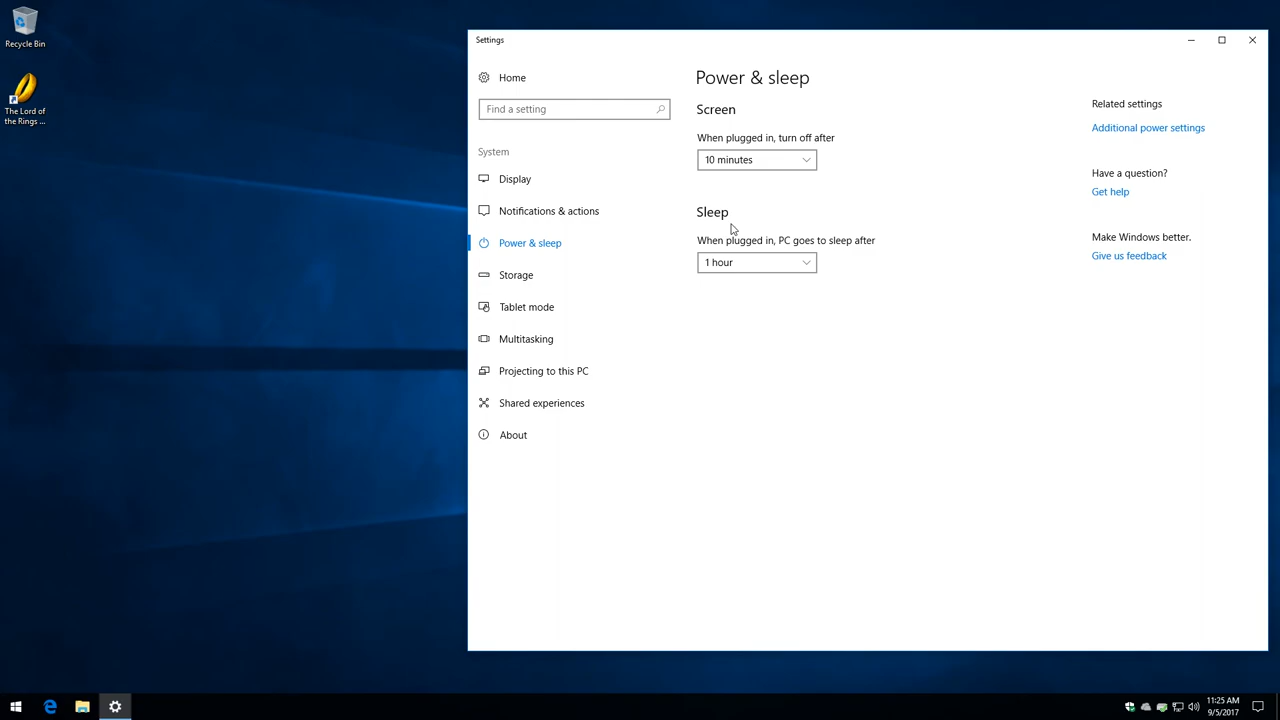 Recycle Bin
The Lord of
the Rings ...
Settings
Home
Find a setting
System
Display
Notifications & actions
Power & sleep
Storage
Tablet mode
Multitasking
Projecting to this PC
Shared experiences
About
Power & sleep
Screen
When plugged in, turn off after
10 minutes
Sleep
When plugged in, PC goes to sleep after
1 hour
Related settings
Additional power settings
Have a question?
Get help
Make Windows better.
Give us feedback
11:25 AM
9/5/2017